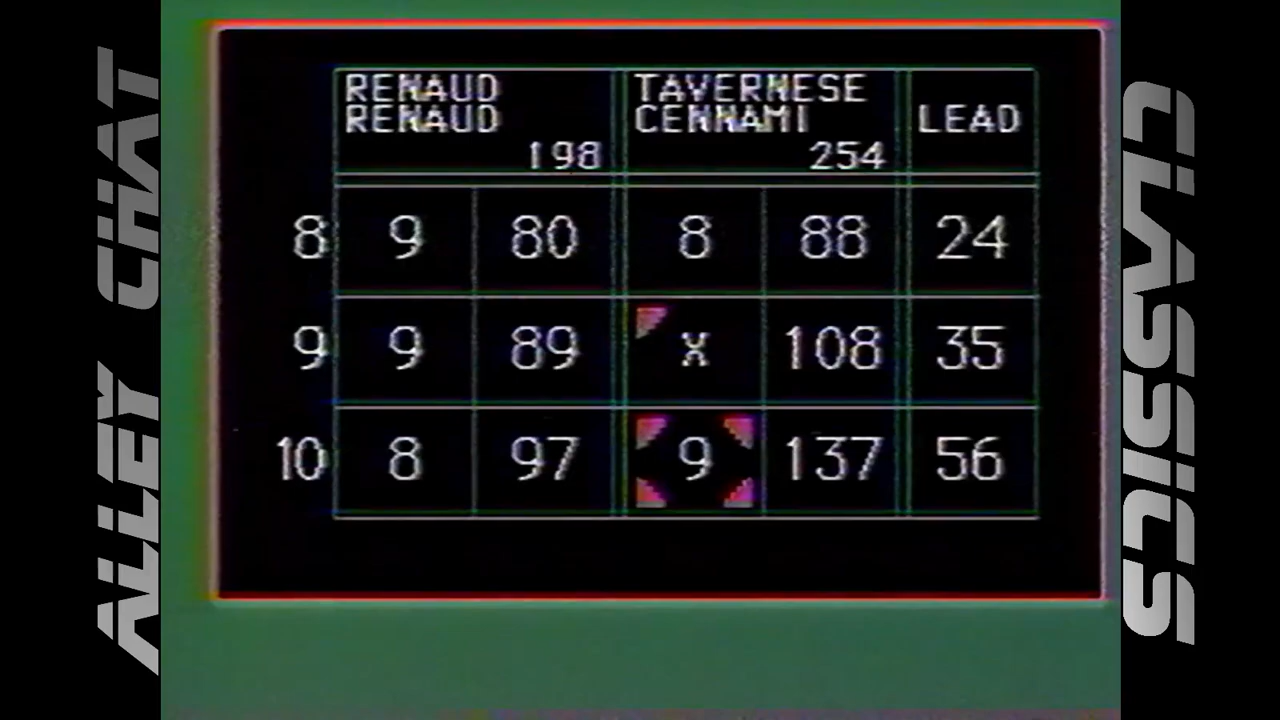 ALLEY CHAT
RENAUD TAVERNESE
RENAUD CENNAMI LEAD
198 254
8 9 80 8 88 24
9 9 89 X 108 35
10 8 97 9 137 56
CLASSICS